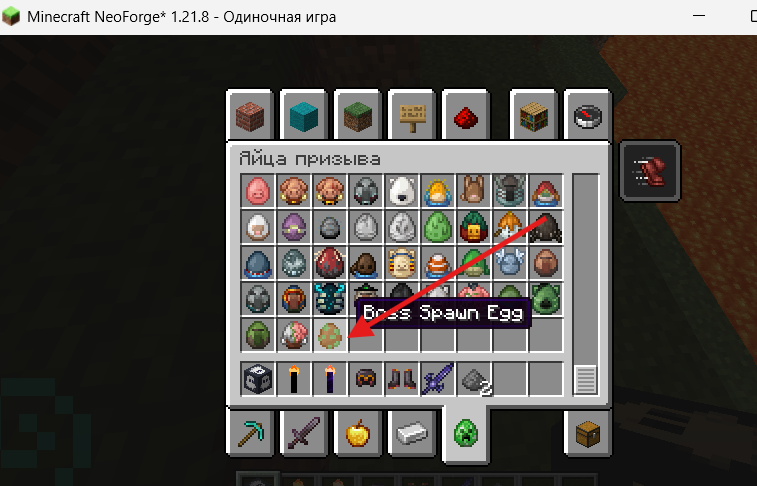 Minecraft NeoForge* 1.21.8 - Одиночная игра
Яйца призыва
Boss Spawn Egg
2